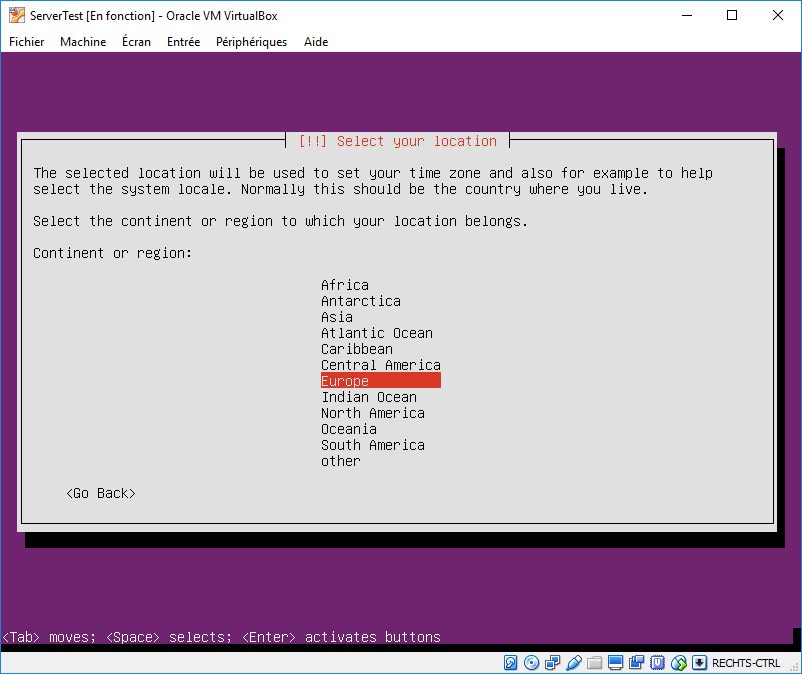 ServerTest [En fonction] - Oracle VM VirtualBox
Fichier Machine Écran Entrée Périphériques Aide
[!!] Select your location
The selected location will be used to set your time zone and also for example to help
select the system locale. Normally this should be the country where you live.
Select the continent or region to which your location belongs.
Continent or region:
Africa
Antarctica
Asia
Atlantic Ocean
Caribbean
Central America
Europe
Indian Ocean
North America
Oceania
South America
other
<Go Back>
<Tab> moves; <Space> selects; <Enter> activates buttons
RECHTS-CTRL